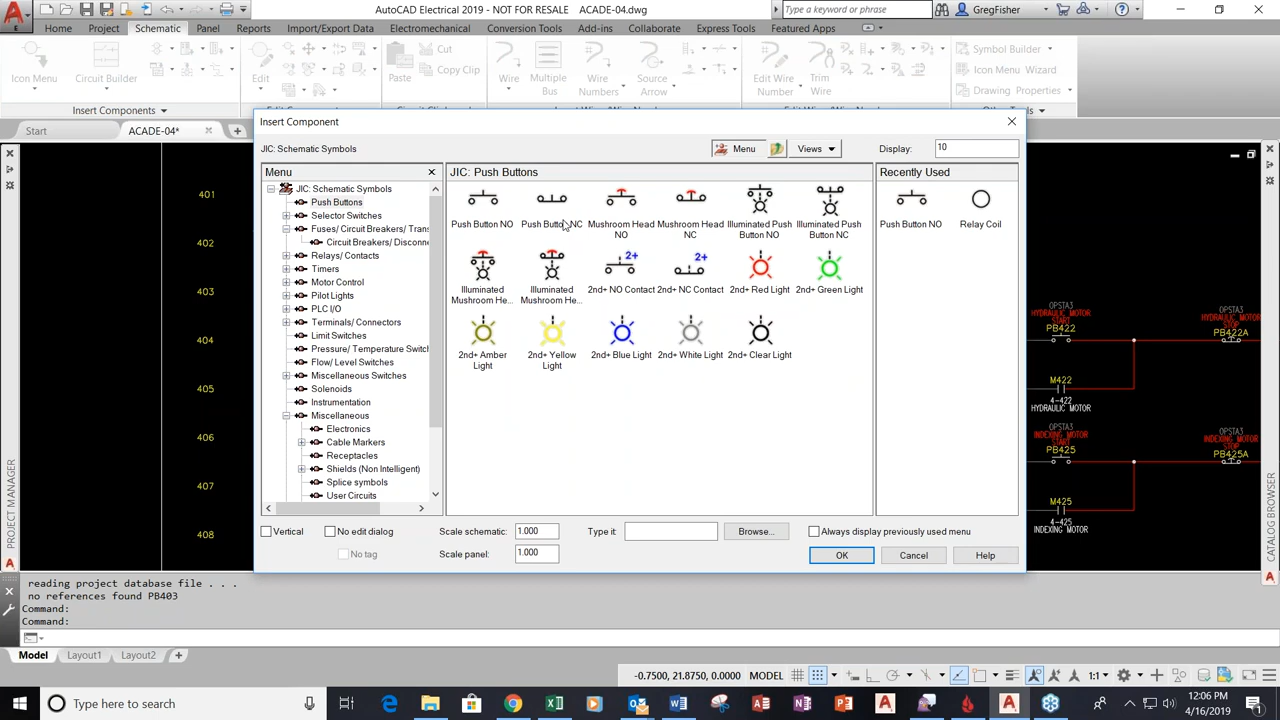 AutoCAD Electrical 2019 - NOT FOR RESALE ACADE-04.dwg
Type a keyword or phrase
GregFisher
Home Project Schematic Panel Reports Import/Export Data Electromechanical Conversion Tools Add-ins Collaborate Express Tools Featured Apps
Icon Menu
Circuit Builder
Edit
Paste
Cut
Copy Clip
Wire
Multiple Bus
Wire Numbers
Source Arrow
Edit Wire Number
Trim Wire
Symbol Builder
Icon Menu Wizard
Drawing Properties
Insert Components
Start
ACADE-04*
Insert Component
JIC: Schematic Symbols
Menu
Views
Display:
10
Menu
JIC: Schematic Symbols
Push Buttons
Selector Switches
Fuses/ Circuit Breakers/ Trans
Circuit Breakers/ Disconne
Relays/ Contacts
Timers
Motor Control
Pilot Lights
PLC I/O
Terminals/ Connectors
Limit Switches
Pressure/ Temperature Switch
Flow/ Level Switches
Miscellaneous Switches
Solenoids
Instrumentation
Miscellaneous
Electronics
Cable Markers
Receptacles
Shields (Non Intelligent)
Splice symbols
User Circuits
JIC: Push Buttons
Push Button NO
Push Button NC
Mushroom Head NO
Mushroom Head NC
Illuminated Push Button NO
Illuminated Push Button NC
Illuminated Mushroom He...
Illuminated Mushroom He...
2+
2nd+ NO Contact
2+
2nd+ NC Contact
2nd+ Red Light
2nd+ Green Light
2nd+ Amber Light
2nd+ Yellow Light
2nd+ Blue Light
2nd+ White Light
2nd+ Clear Light
Recently Used
Push Button NO
Relay Coil
Vertical
No edit dialog
No tag
Scale schematic:
1.000
Scale panel:
1.000
Type it:
Browse...
Always display previously used menu
OK
Cancel
Help
401
402
403
404
405
406
407
408
OPSTA3
HYDRAULIC MOTOR
START
PB422
OPSTA3
HYDRAULIC MOTOR
STOP
PB422A
M422
4-422
HYDRAULIC MOTOR
OPSTA3
INDEXING MOTOR
START
PB425
OPSTA3
INDEXING MOTOR
STOP
PB425A
M425
4-425
INDEXING MOTOR
PROJECT MANAGER
CATALOG BROWSER
reading project database file . . .
no references found PB403
Command:
Command:
Model Layout1 Layout2
-0.7500, 21.8750, 0.0000 MODEL
1:1
Type here to search
12:06 PM
4/16/2019